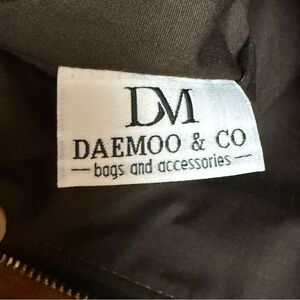 DM
DAEMOO & CO
bags and accessories